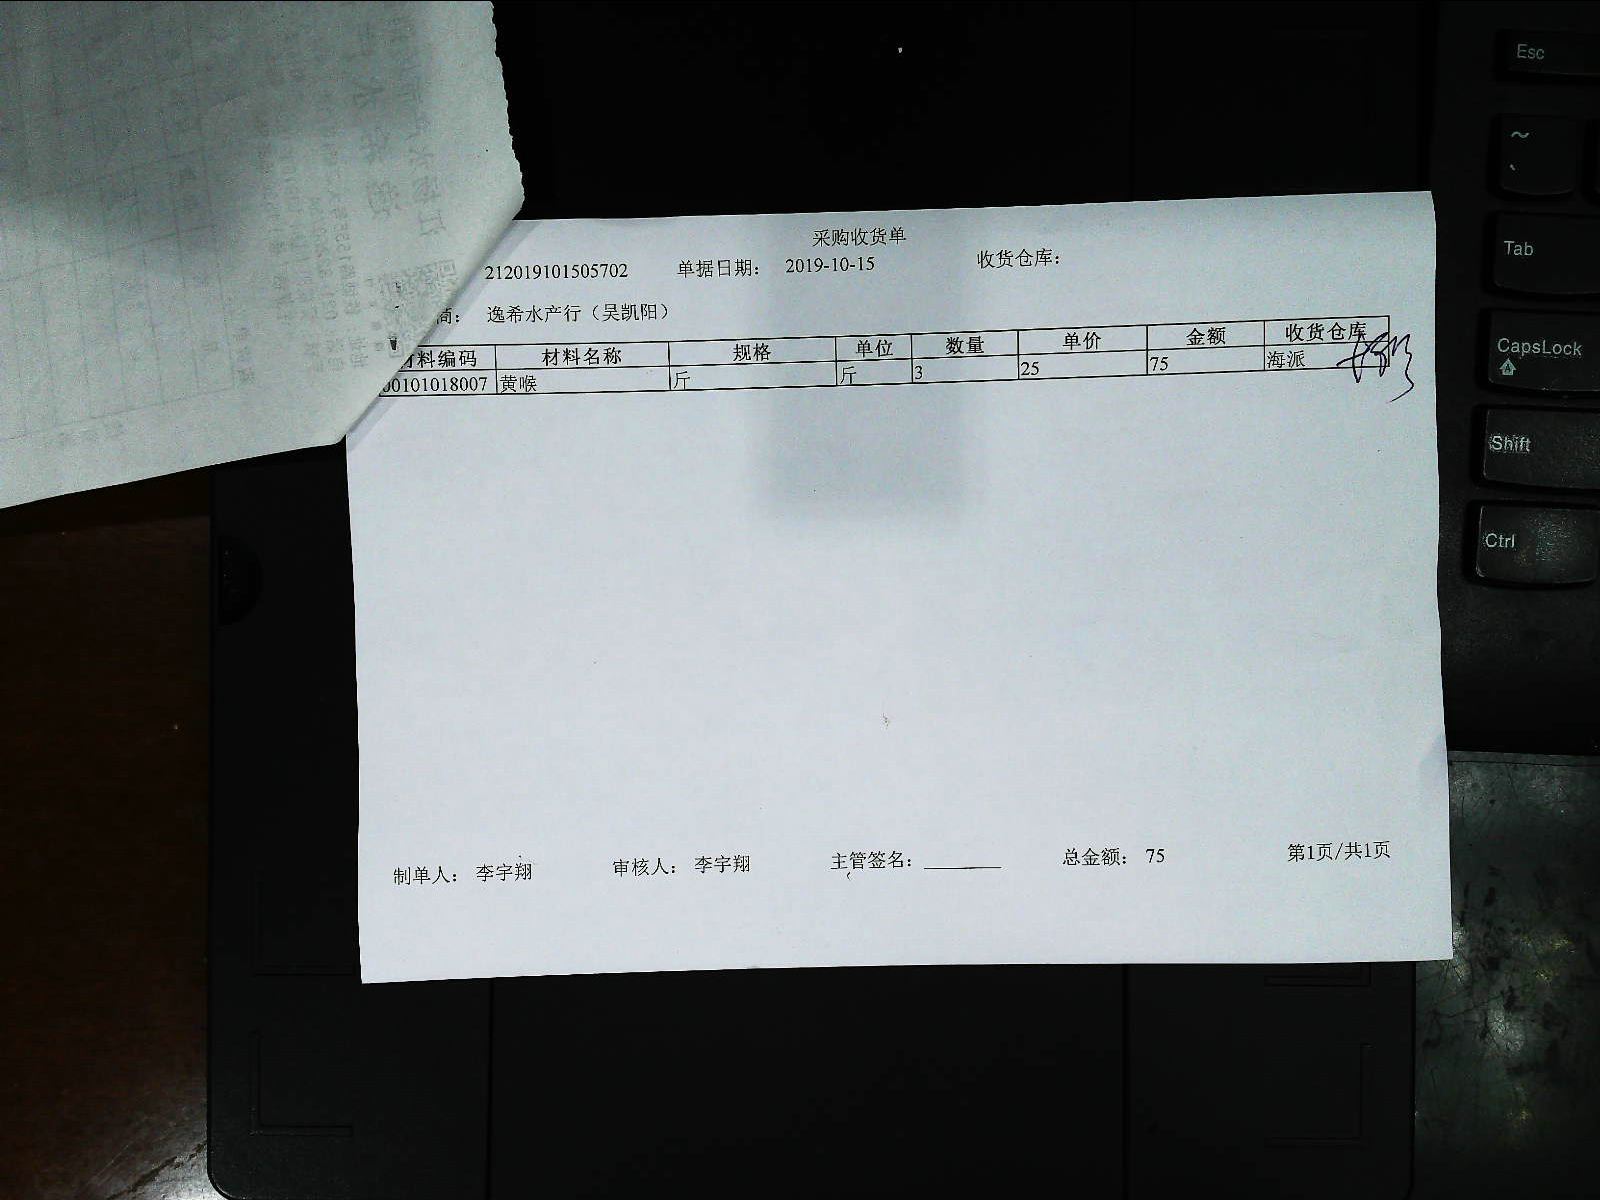 采购收货单
212019101505702 单据日期： 2019-10-15 收货仓库：
商： 逸希水产行（吴凯阳）
材料编码 材料名称 规格 单位 数量 单价 金额 收货仓库
00101018007 黄喉 斤 斤 3 25 75 海派
制单人： 李宇翔 审核人： 李宇翔 主管签名： 总金额： 75 第1页/共1页
Esc
~
`
Tab
CapsLock
A
Shift
Ctrl